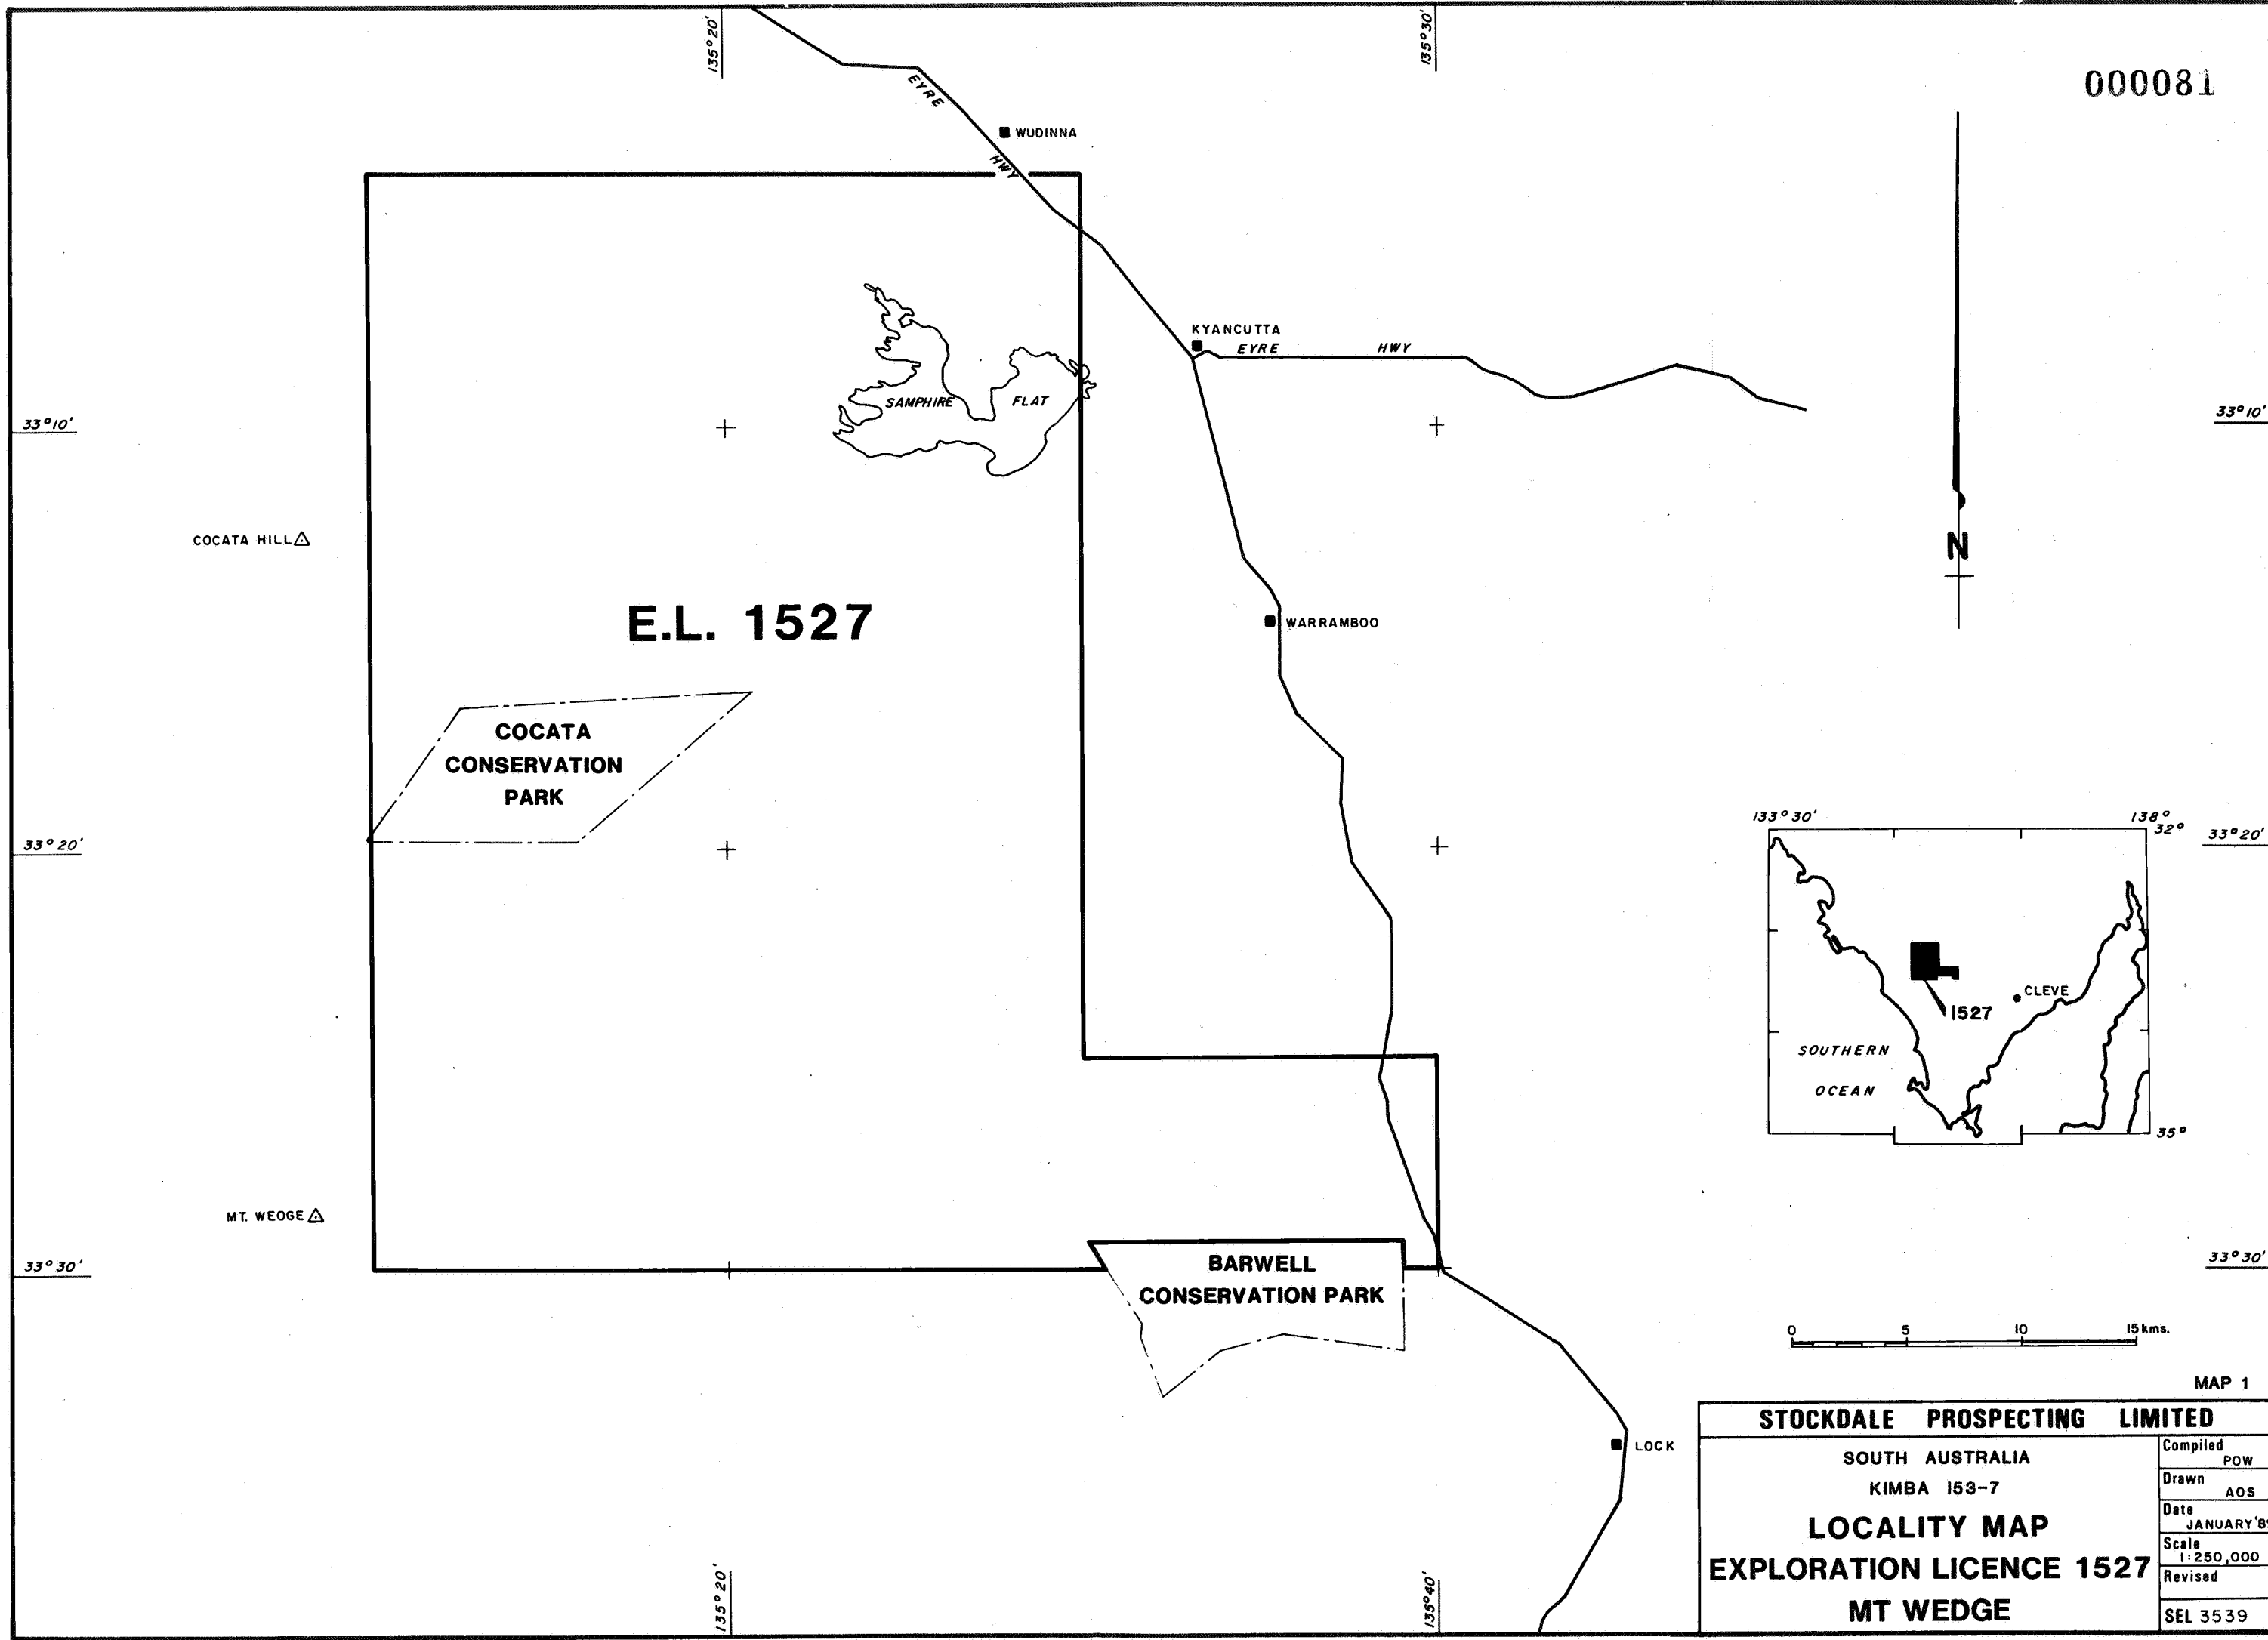 135°20'
135°30'
000081
EYRE
HWY
WUDINNA
KYANCUTTA
EYRE HWY
SAMPHIRE FLAT
33°10'
33°10'
COCATA HILL
N
E.L. 1527
WARRAMBOO
COCATA
CONSERVATION
PARK
33°20'
33°20'
133°30'
138°
32°
CLEVE
1527
SOUTHERN
OCEAN
35°
MT. WEOGE
33°30'
33°30'
BARWELL
CONSERVATION PARK
0 5 10 15 kms.
MAP 1
LOCK
135°20'
135°40'
STOCKDALE PROSPECTING LIMITED
SOUTH AUSTRALIA
KIMBA I53-7
LOCALITY MAP
EXPLORATION LICENCE 1527
MT WEDGE
Compiled
POW
Drawn
AOS
Date
JANUARY
Scale
1:250,000
Revised
SEL 3539